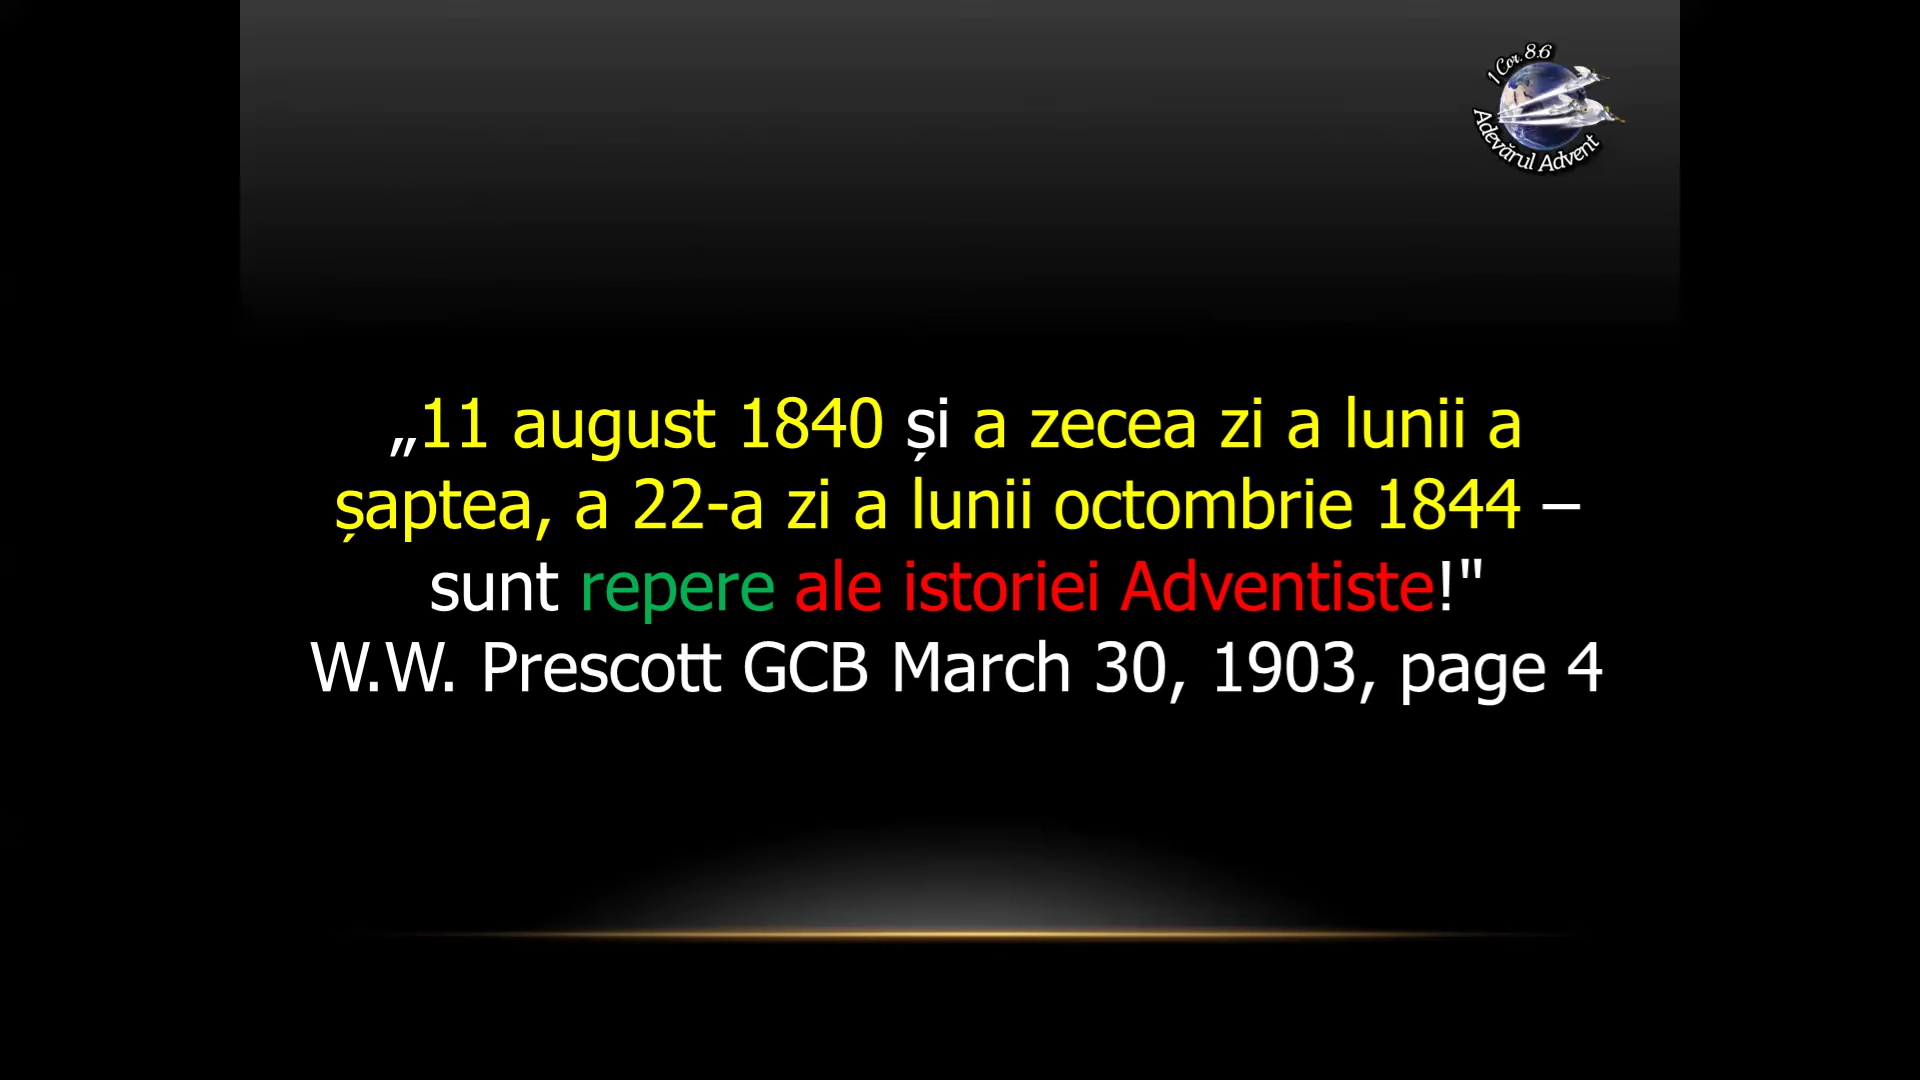 1 Cor. 8:6
Adevărul Advent
„11 august 1840 și a zecea zi a lunii a
șaptea, a 22-a zi a lunii octombrie 1844 –
sunt repere ale istoriei Adventiste!"
W.W. Prescott GCB March 30, 1903, page 4